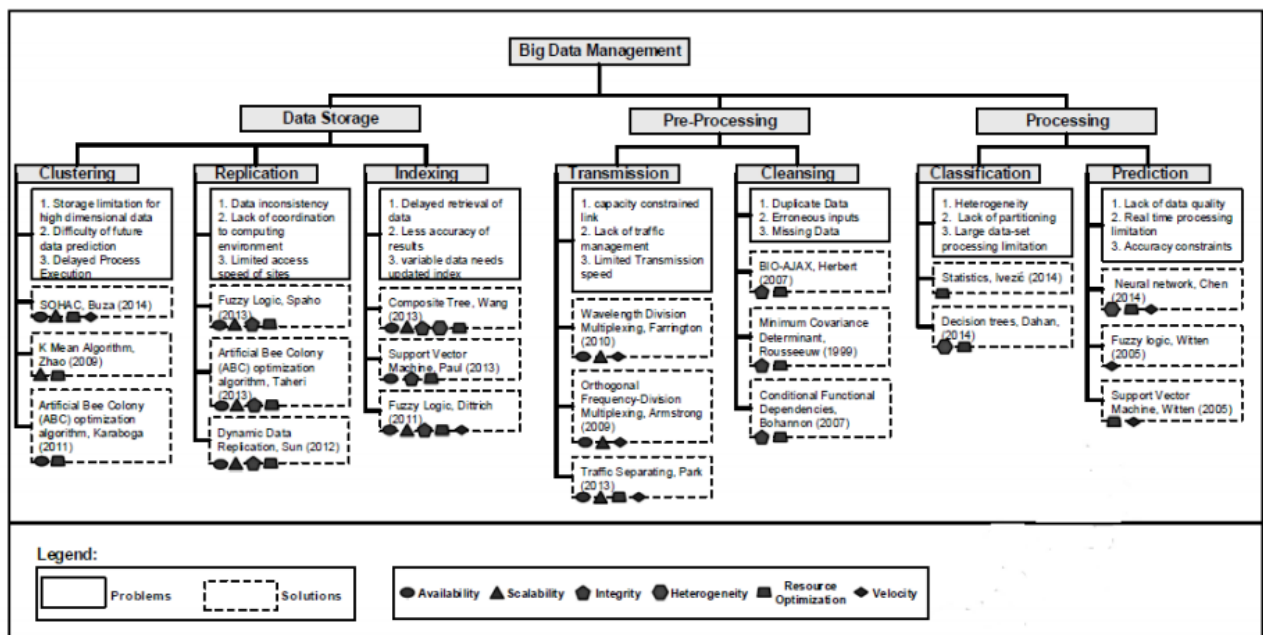 Big Data Management
Data Storage
Pre-Processing
Processing
Clustering
1. Storage limitation for
high dimensional data
2. Difficulty of future
data prediction
3. Delayed Process
Execution
SOHAC, Buza (2014)
K Mean Algorithm,
Zhao (2009)
Artificial Bee Colony
(ABC) optimization
algorithm, Karaboga
(2011)
Replication
1. Data inconsistency
2. Lack of coordination
to computing
environment
3. Limited access
speed of sites
Fuzzy Logic, Spaho
(2013)
Artificial Bee Colony
(ABC) optimization
algorithm, Taheri
(2013)
Dynamic Data
Replication, Sun (2012)
Indexing
1. Delayed retrieval of
data
2. Less accuracy of
results
3. variable data needs
updated index
Composite Tree, Wang
(2013)
Support Vector
Machine, Paul (2013)
Fuzzy Logic, Dittrich
(2011)
Transmission
1. capacity constrained
link
2. Lack of traffic
management
3. Limited Transmission
speed
Wavelength Division
Multiplexing, Farrington
(2010)
Orthogonal
Frequency-Division
Multiplexing, Armstrong
(2009)
Traffic Separating, Park
(2013)
Cleansing
1. Duplicate Data
2. Erroneous inputs
3. Missing Data
BIO-AJAX, Herbert
(2007)
Minimum Covariance
Determinant,
Rousseeuw (1999)
Conditional Functional
Dependencies,
Bohannon (2007)
Classification
1. Heterogeneity
2. Lack of partitioning
3. Large data-set
processing limitation
Statistics, Ivezić (2014)
Decision trees, Dahan,
(2014)
Prediction
1. Lack of data quality
2. Real time processing
limitation
3. Accuracy constraints
Neural network, Chen
(2014)
Fuzzy logic, Witten
(2005)
Support Vector
Machine, Witten (2005)
Legend:
Problems
Solutions
Availability
Scalability
Integrity
Heterogeneity
Resource
Optimization
Velocity